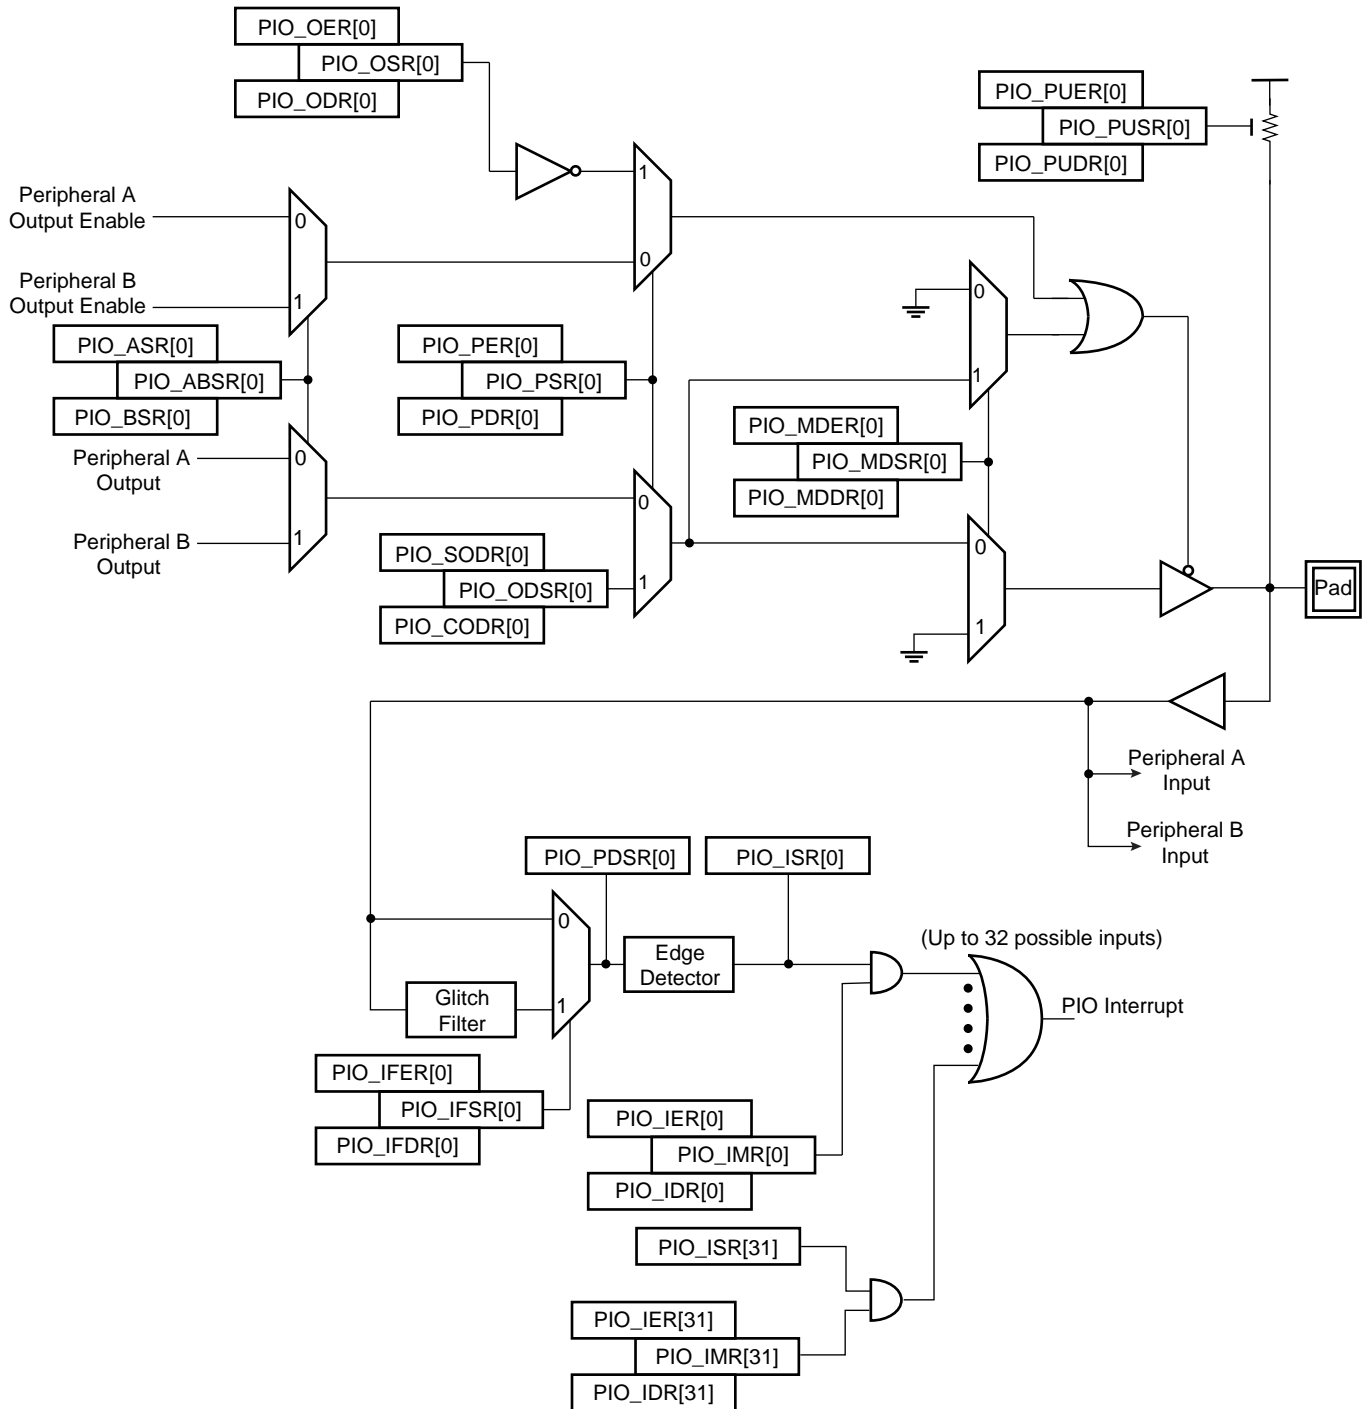 PIO_OER[0]
PIO_OSR[0]
PIO_ODR[0]
PIO_PUER[0]
PIO_PUSR[0]
PIO_PUDR[0]
1
Peripheral A
Output Enable
0
0
Peripheral B
Output Enable
1
0
PIO_ASR[0]
PIO_ABSR[0]
PIO_BSR[0]
PIO_PER[0]
PIO_PSR[0]
PIO_PDR[0]
1
PIO_MDER[0]
PIO_MDSR[0]
PIO_MDDR[0]
Peripheral A
Output
0
0
Peripheral B
Output
1
PIO_SODR[0]
PIO_ODSR[0]
PIO_CODR[0]
1
0
1
Pad
Peripheral A
Input
Peripheral B
Input
PIO_PDSR[0]
PIO_ISR[0]
0
Edge
Detector
(Up to 32 possible inputs)
Glitch
Filter
1
PIO Interrupt
PIO_IFER[0]
PIO_IFSR[0]
PIO_IFDR[0]
PIO_IER[0]
PIO_IMR[0]
PIO_IDR[0]
PIO_ISR[31]
PIO_IER[31]
PIO_IMR[31]
PIO_IDR[31]